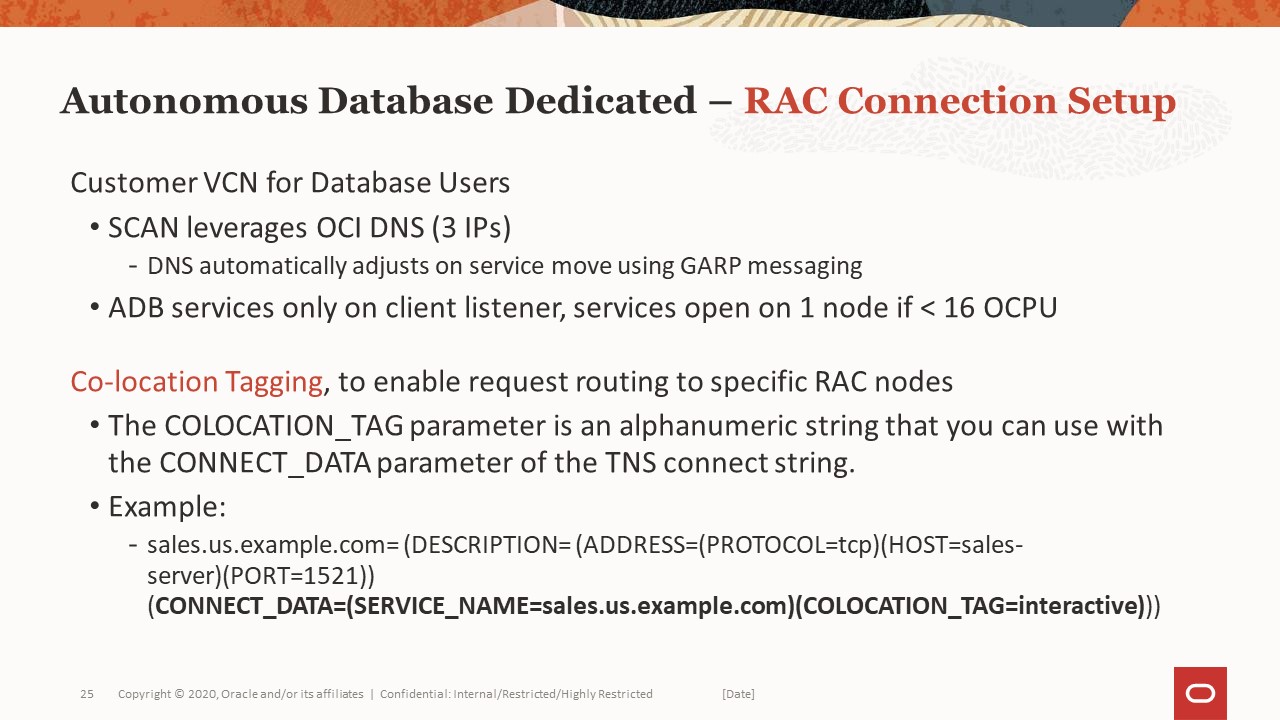 Autonomous Database Dedicated – RAC Connection Setup
Customer VCN for Database Users
• SCAN leverages OCI DNS (3 IPs)
- DNS automatically adjusts on service move using GARP messaging
• ADB services only on client listener, services open on 1 node if < 16 OCPU
Co-location Tagging, to enable request routing to specific RAC nodes
• The COLOCATION_TAG parameter is an alphanumeric string that you can use with
the CONNECT_DATA parameter of the TNS connect string.
• Example:
- sales.us.example.com= (DESCRIPTION= (ADDRESS=(PROTOCOL=tcp)(HOST=sales-
server)(PORT=1521))
(CONNECT_DATA=(SERVICE_NAME=sales.us.example.com)(COLOCATION_TAG=interactive)))
25 Copyright © 2020, Oracle and/or its affiliates | Confidential: Internal/Restricted/Highly Restricted [Date]